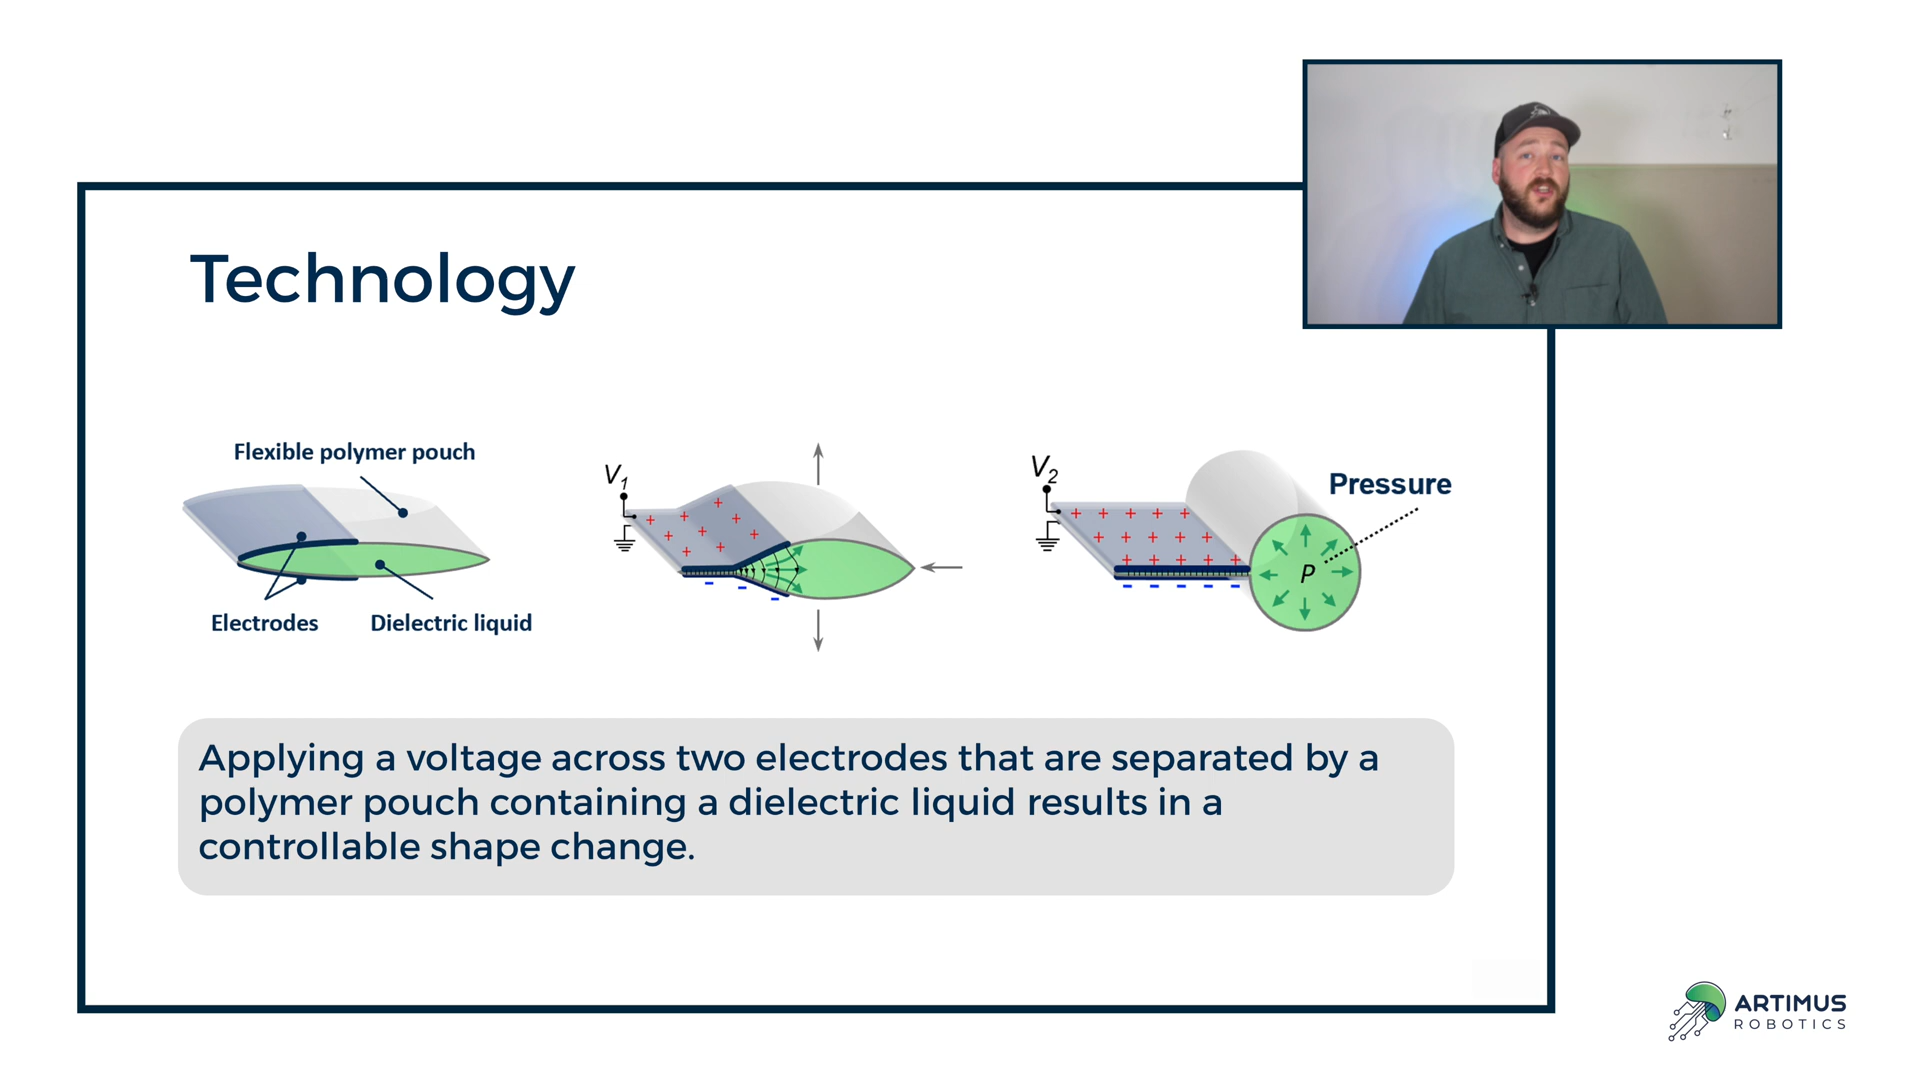 Technology
Flexible polymer pouch
Electrodes
Dielectric liquid
V1
+ + + + + + + + +
- - -
V2
+ + + + + + + + + + + + + + +
- - - - -
Pressure
P
Applying a voltage across two electrodes that are separated by a
polymer pouch containing a dielectric liquid results in a
controllable shape change.
ARTIMUS
ROBOTICS